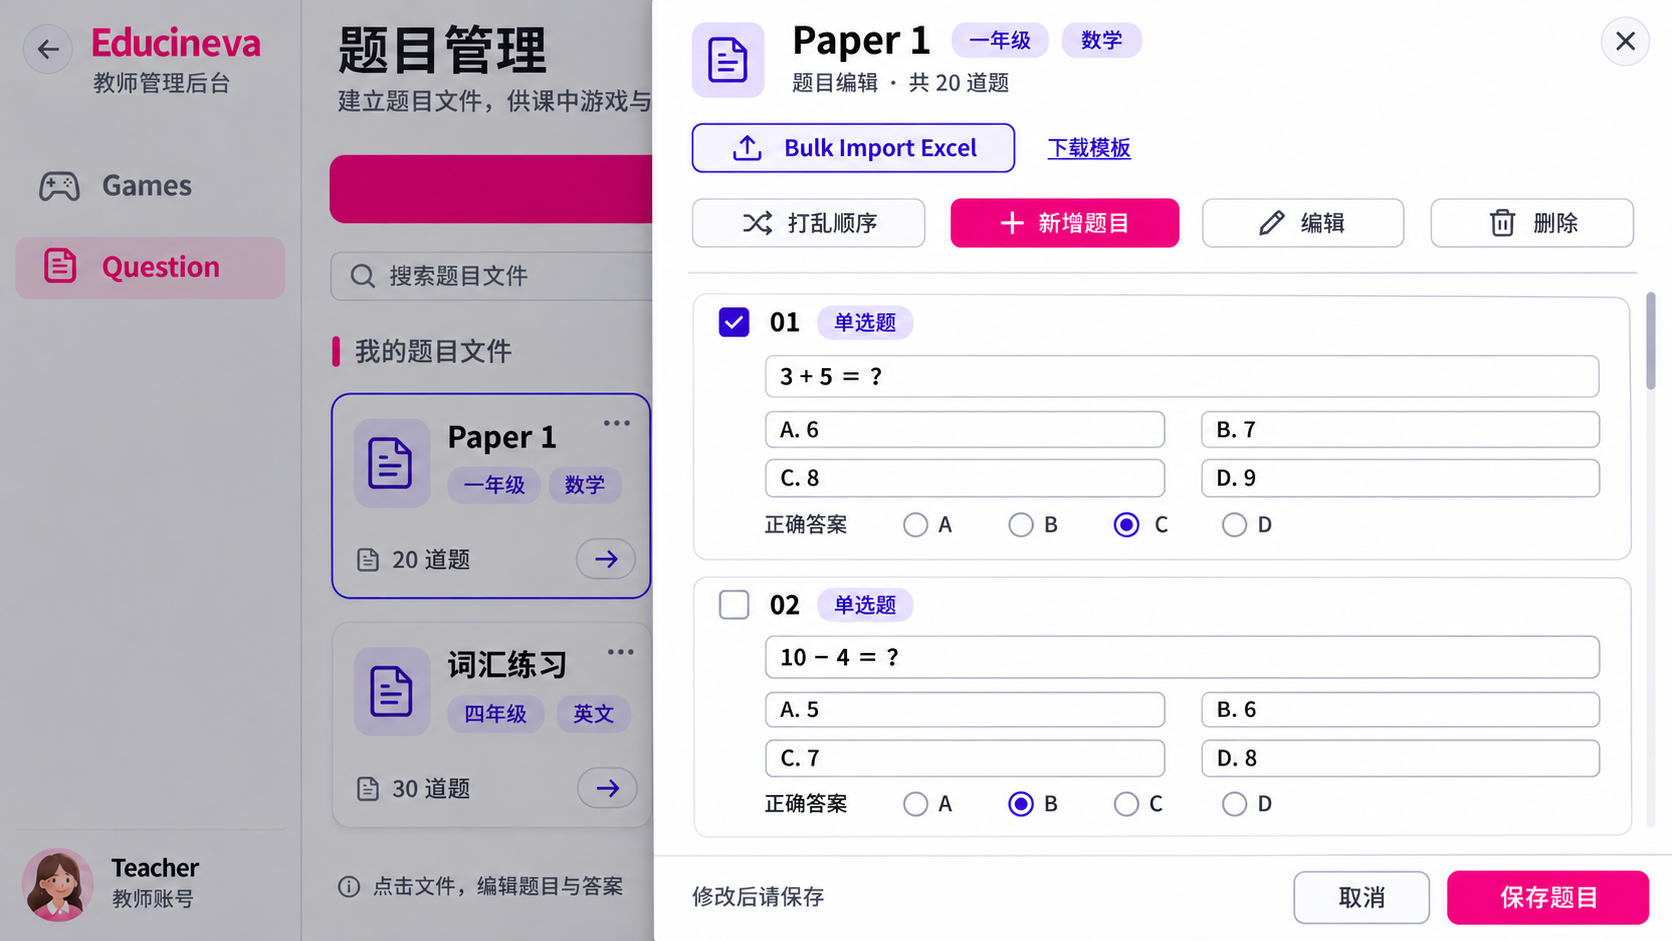 Educineva
教师管理后台
Games
Question
Teacher
教师账号
题目管理
建立题目文件，供课中游戏与
搜索题目文件
我的题目文件
Paper 1
一年级 数学
20 道题
词汇练习
四年级 英文
30 道题
点击文件，编辑题目与答案
Paper 1 一年级 数学
题目编辑 · 共 20 道题
Bulk Import Excel 下载模板
打乱顺序 新增题目 编辑 删除
01 单选题
3 + 5 = ?
A. 6 B. 7
C. 8 D. 9
正确答案 A B C D
02 单选题
10 − 4 = ?
A. 5 B. 6
C. 7 D. 8
正确答案 A B C D
修改后请保存 取消 保存题目